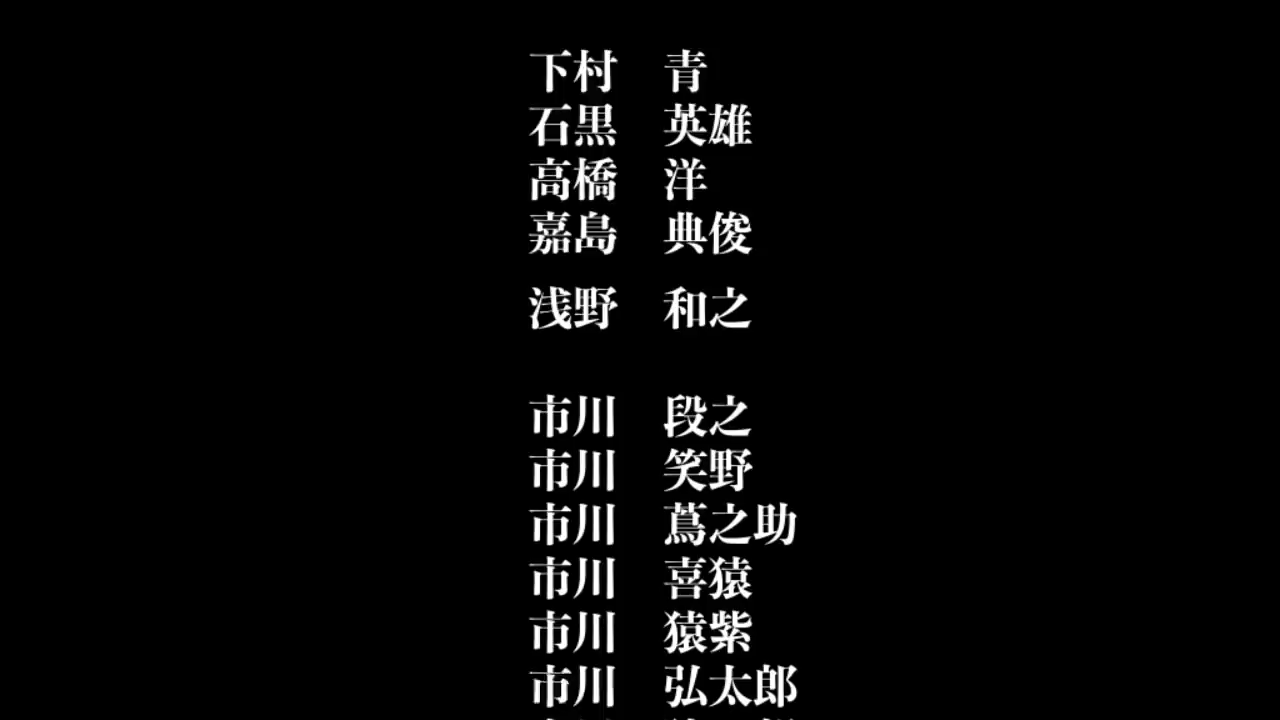 下村　青
石黒　英雄
高橋　洋
嘉島　典俊
浅野　和之
市川　段之
市川　笑野
市川　蔦之助
市川　喜猿
市川　猿紫
市川　弘太郎